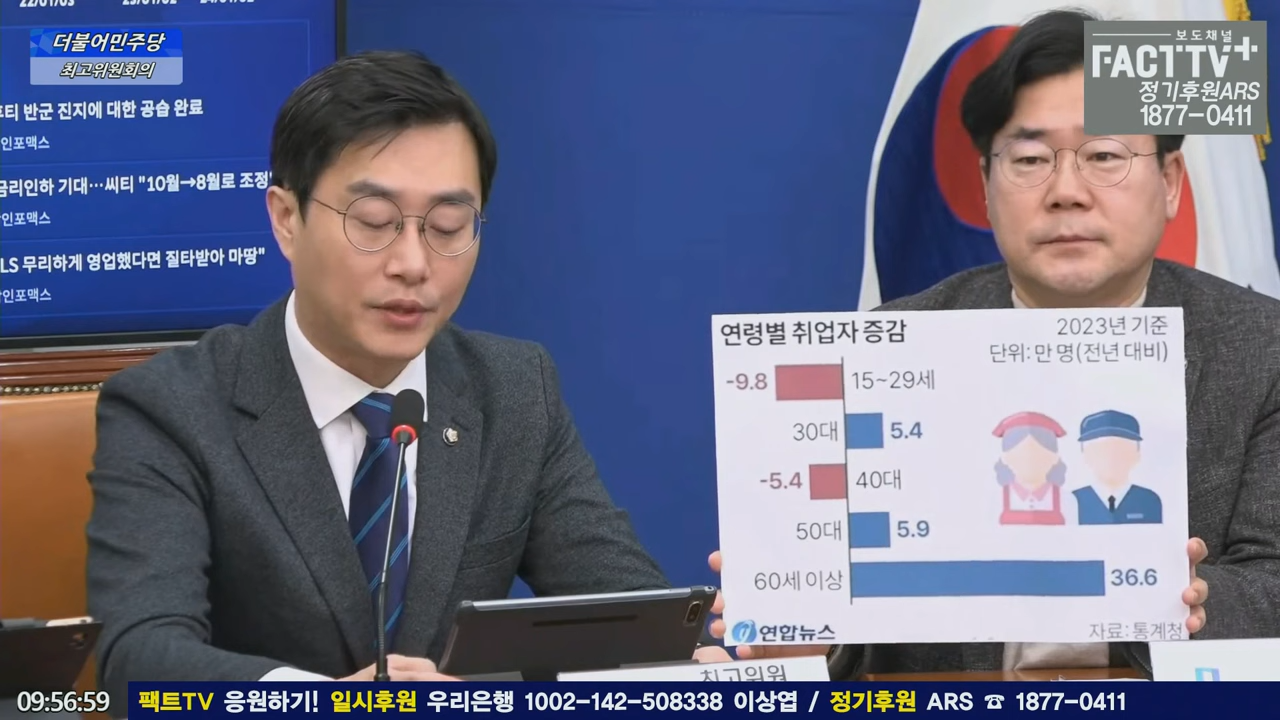 22/01/03
더불어민주당
최고위원회의
반군 진지에 대한 공습 완료
인포맥스
금리인하 기대…씨티 "10월→8월로 조정"
인포맥스
LS 무리하게 영업했다면 질타받아 마땅"
인포맥스
보도채널
FACTTV+
정기후원ARS
1877-0411
연령별 취업자 증감
2023년 기준
단위:만 명(전년 대비)
-9.8 15~29세
30대 5.4
-5.4 40대
50대 5.9
60세 이상 36.6
연합뉴스
자료:통계청
최고위원
09:56:59
팩트TV 응원하기! 일시후원 우리은행 1002-142-508338 이상엽 / 정기후원 ARS ☎ 1877-0411